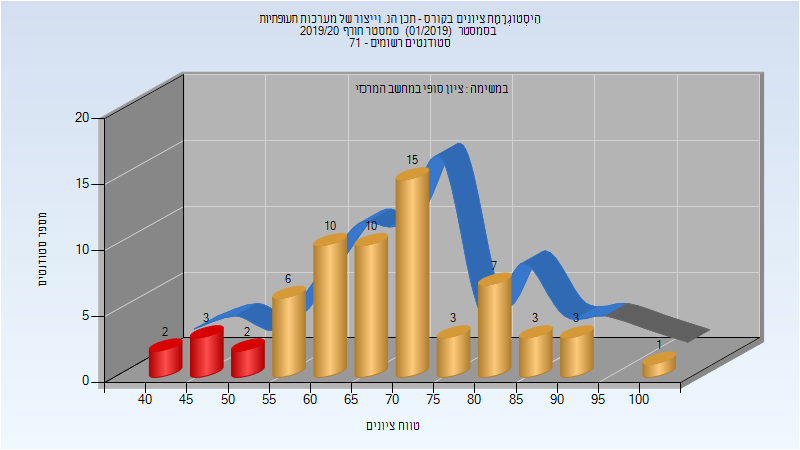 היסטוגרמת ציונים בקורס - תכן הנ. וייצור של מערכות תעופתיות
בסמסטר (01/2019) סמסטר חורף 2019/20
סטודנטים רשומים - 71
במשימה : ציון סופי במחשב המרכזי
מספר סטודנטים
20
15
10
5
0
2
3
2
6
10
10
15
3
7
3
3
1
40 45 50 55 60 65 70 75 80 85 90 95 100
טווח ציונים